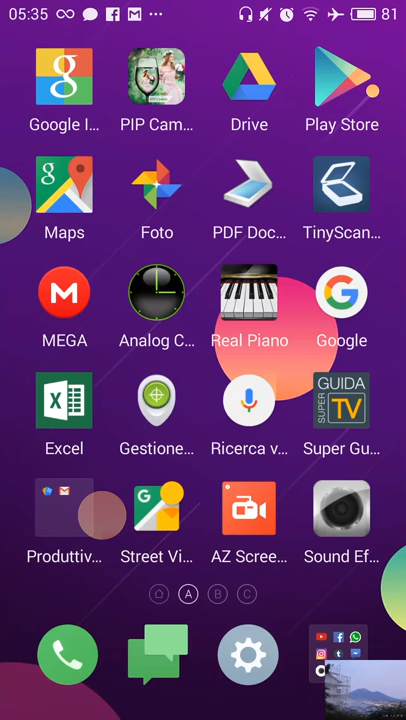 05:35 81
Google I... PIP Cam... Drive Play Store
Maps Foto PDF Doc... TinyScan...
MEGA Analog C... Real Piano Google
GUIDA
SUPER TV
Excel Gestione... Ricerca v... Super Gu...
Produttiv... Street Vi... AZ Scree... Sound Ef...
A B C